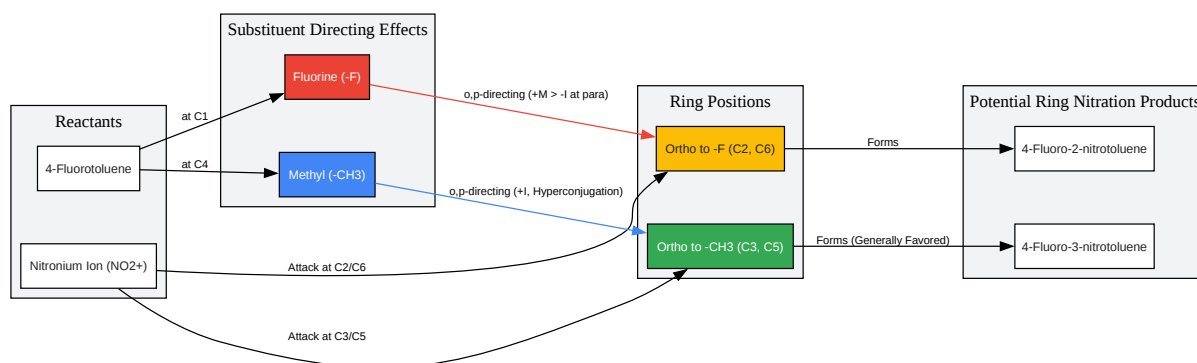 Substituent Directing Effects
Fluorine (-F)
Methyl (-CH3)
Reactants
4-Fluorotoluene
Nitronium Ion (NO2+)
at C1
at C4
o,p-directing (+M > -I at para)
o,p-directing (+I, Hyperconjugation)
Attack at C2/C6
Attack at C3/C5
Ring Positions
Ortho to -F (C2, C6)
Ortho to -CH3 (C3, C5)
Forms
Forms (Generally Favored)
Potential Ring Nitration Products
4-Fluoro-2-nitrotoluene
4-Fluoro-3-nitrotoluene